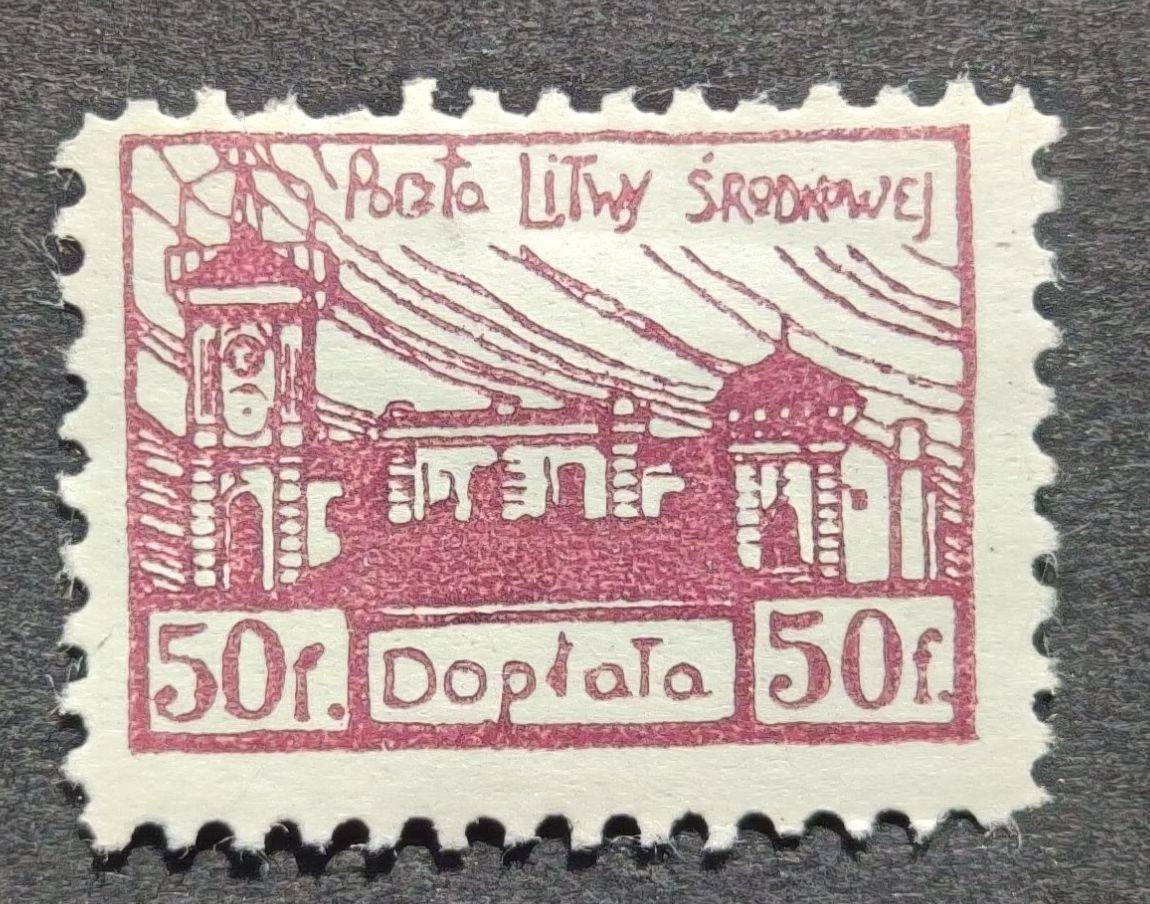 Poczta LiTwy ŚRODKOWEJ
50f. Dopłata 50f.